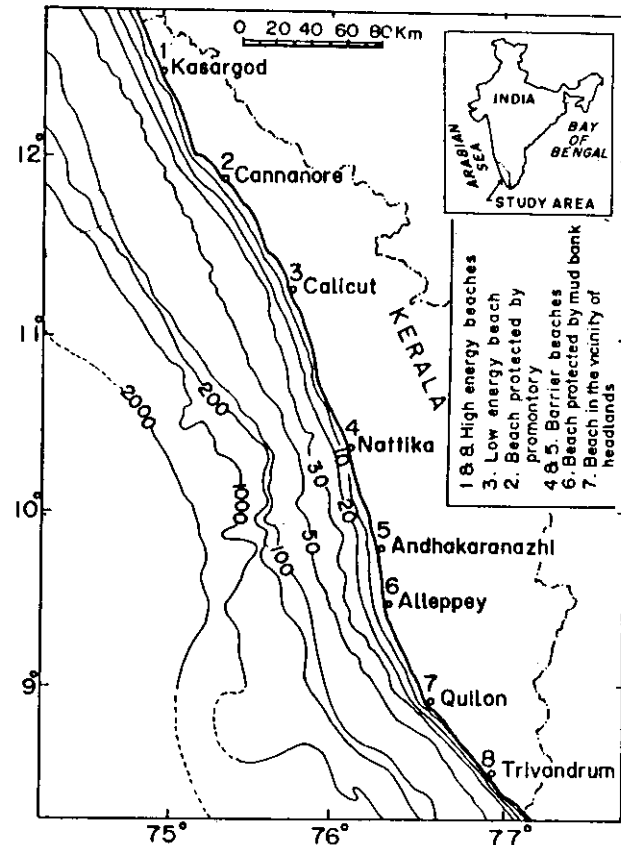 0 20 40 60 80 Km
1
Kasargod
INDIA
ARABIAN
SEA
BAY
OF
BENGAL
STUDY AREA
12°
2
Cannanore
3
Calicut
11°
KERALA
1 & 8. High energy beaches
3. Low energy beach
2. Beach protected by
promontory
4 & 5. Barrier beaches
6. Beach protected by mud bank
7. Beach in the vicinity of
headlands
2000
200
1000
100
50
30
20
10
4
Nattika
10°
5
Andhakaranazhi
6
Alleppey
9°
7
Quilon
8
Trivandrum
75°
76°
77°